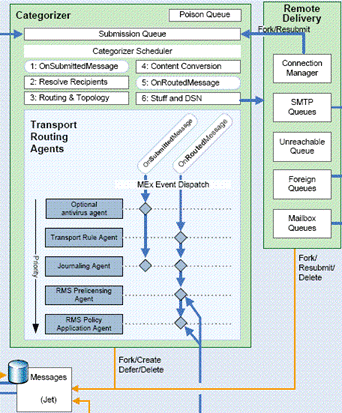 Categorizer
Poison Queue
Submission Queue
Categorizer Scheduler
1: OnSubmittedMessage
4: Content Conversion
2: Resolve Recipients
5: OnRoutedMessage
3: Routing & Topology
6: Stuff and DSN
Transport
Routing
Agents
OnSubmittedMessage
OnRoutedMessage
MEx Event Dispatch
Priority
Optional
antivirus agent
Transport Rule Agent
Journaling Agent
RMS Prelicensing
Agent
RMS Policy
Application Agent
Fork/Resubmit
Remote
Delivery
Connection
Manager
SMTP
Queues
Unreachable
Queue
Foreign
Queues
Mailbox
Queues
Fork/
Resubmit/
Delete
Fork/Create
Defer/Delete
Messages
(Jet)